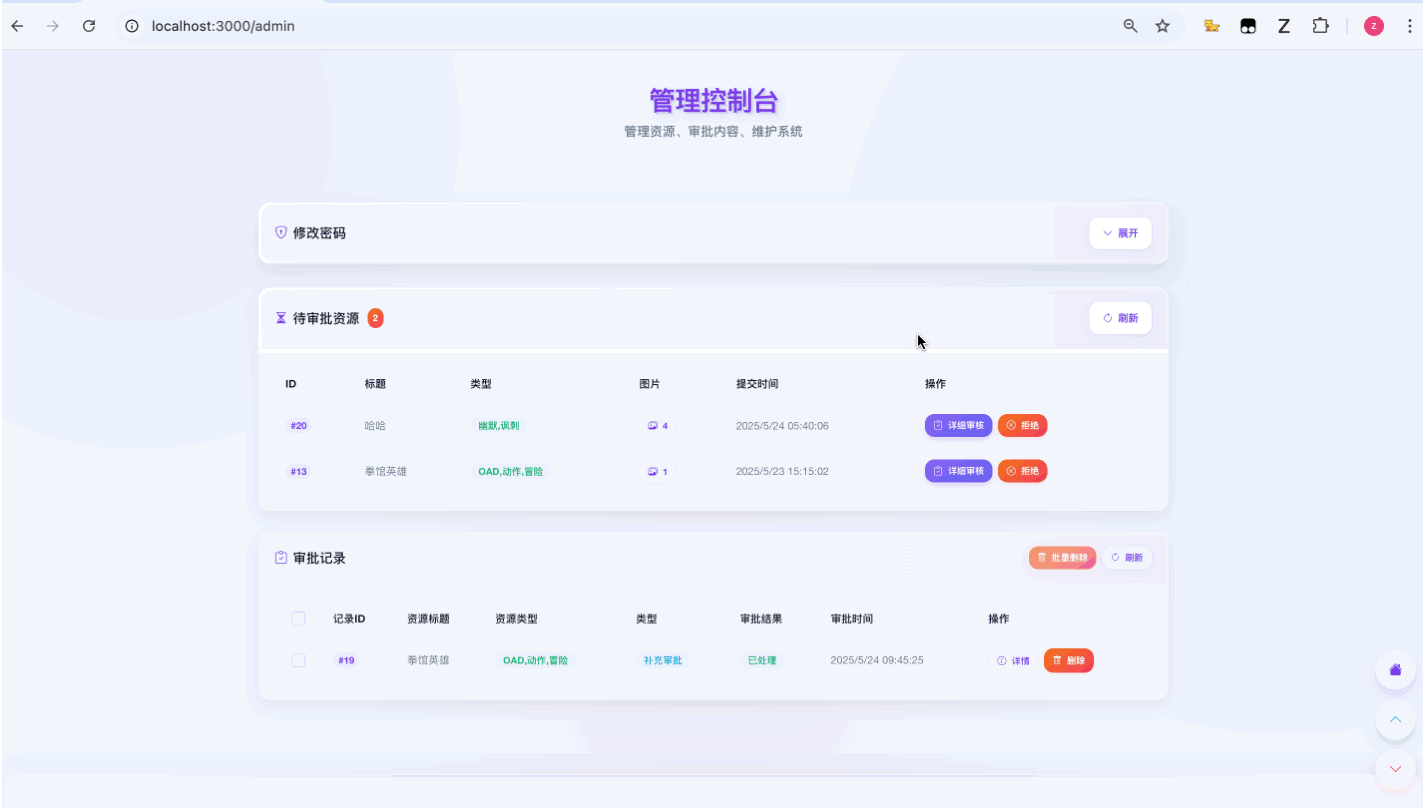 localhost:3000/admin
Z
z
管理控制台
管理资源、审批内容、维护系统
修改密码 展开
待审批资源 2 刷新
ID 标题 类型 图片 提交时间 操作
#20 哈哈 幽默,讽刺 4 2025/5/24 05:40:06 详细审核 拒绝
#13 拳馆英雄 OAD,动作,冒险 1 2025/5/23 15:15:02 详细审核 拒绝
审批记录 批量删除 刷新
记录ID 资源标题 资源类型 类型 审批结果 审批时间 操作
#19 拳馆英雄 OAD,动作,冒险 补充审批 已处理 2025/5/24 09:45:25 详情 删除